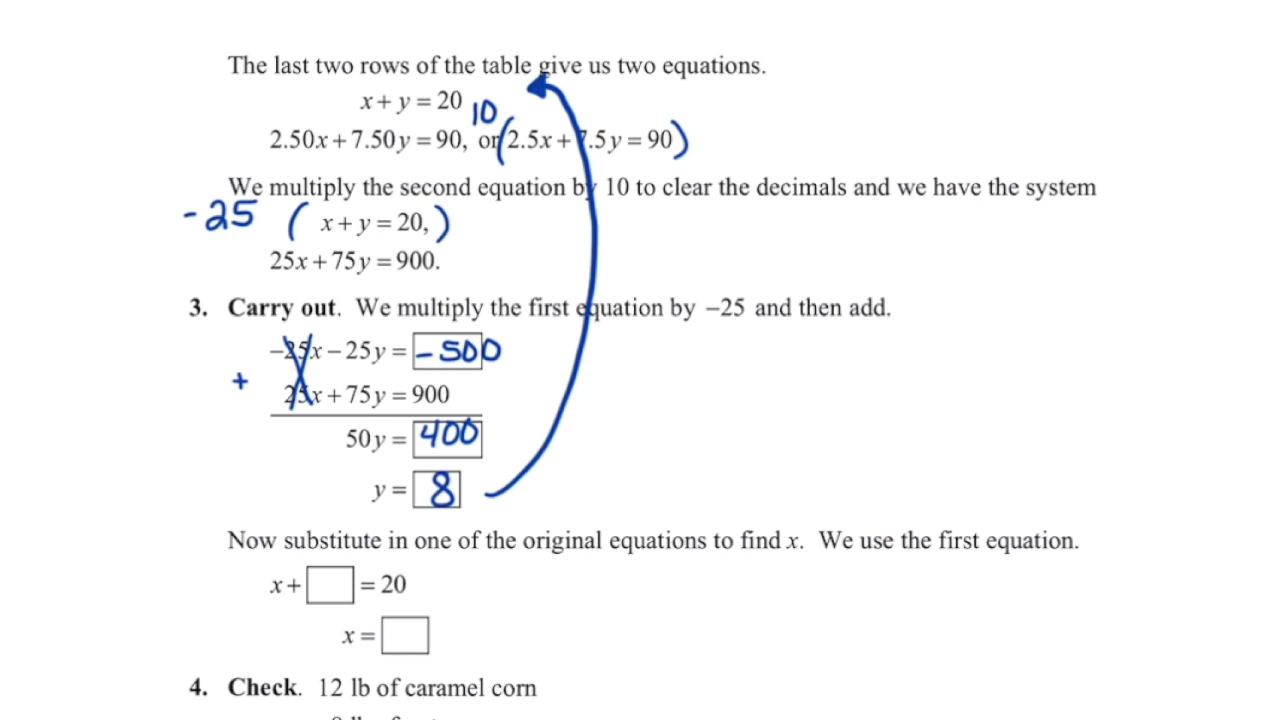 The last two rows of the table give us two equations.
x + y = 20
10
2.50x + 7.50y = 90, or (2.5x + 7.5y = 90)
We multiply the second equation by 10 to clear the decimals and we have the system
-25 ( x + y = 20, )
25x + 75y = 900.
3. Carry out. We multiply the first equation by −25 and then add.
−25x − 25y = -500
+ 25x + 75y = 900
50y = 400
y = 8
Now substitute in one of the original equations to find x. We use the first equation.
x + = 20
x =
4. Check. 12 lb of caramel corn